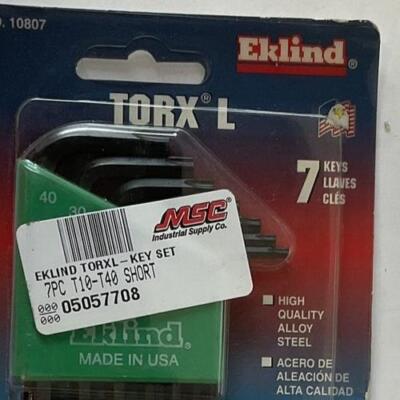 10807
Eklind®
TORX® L
7 KEYS
LLAVES
CLÉS
40
30
MSC®
Industrial Supply Co.
EKLIND TORXL-KEY SET
7PC T10-T40 SHORT
000 05057708
000
Eklind
MADE IN USA
HIGH
QUALITY
ALLOY
STEEL
ACERO DE
ALEACIÓN DE
ALTA CALIDAD